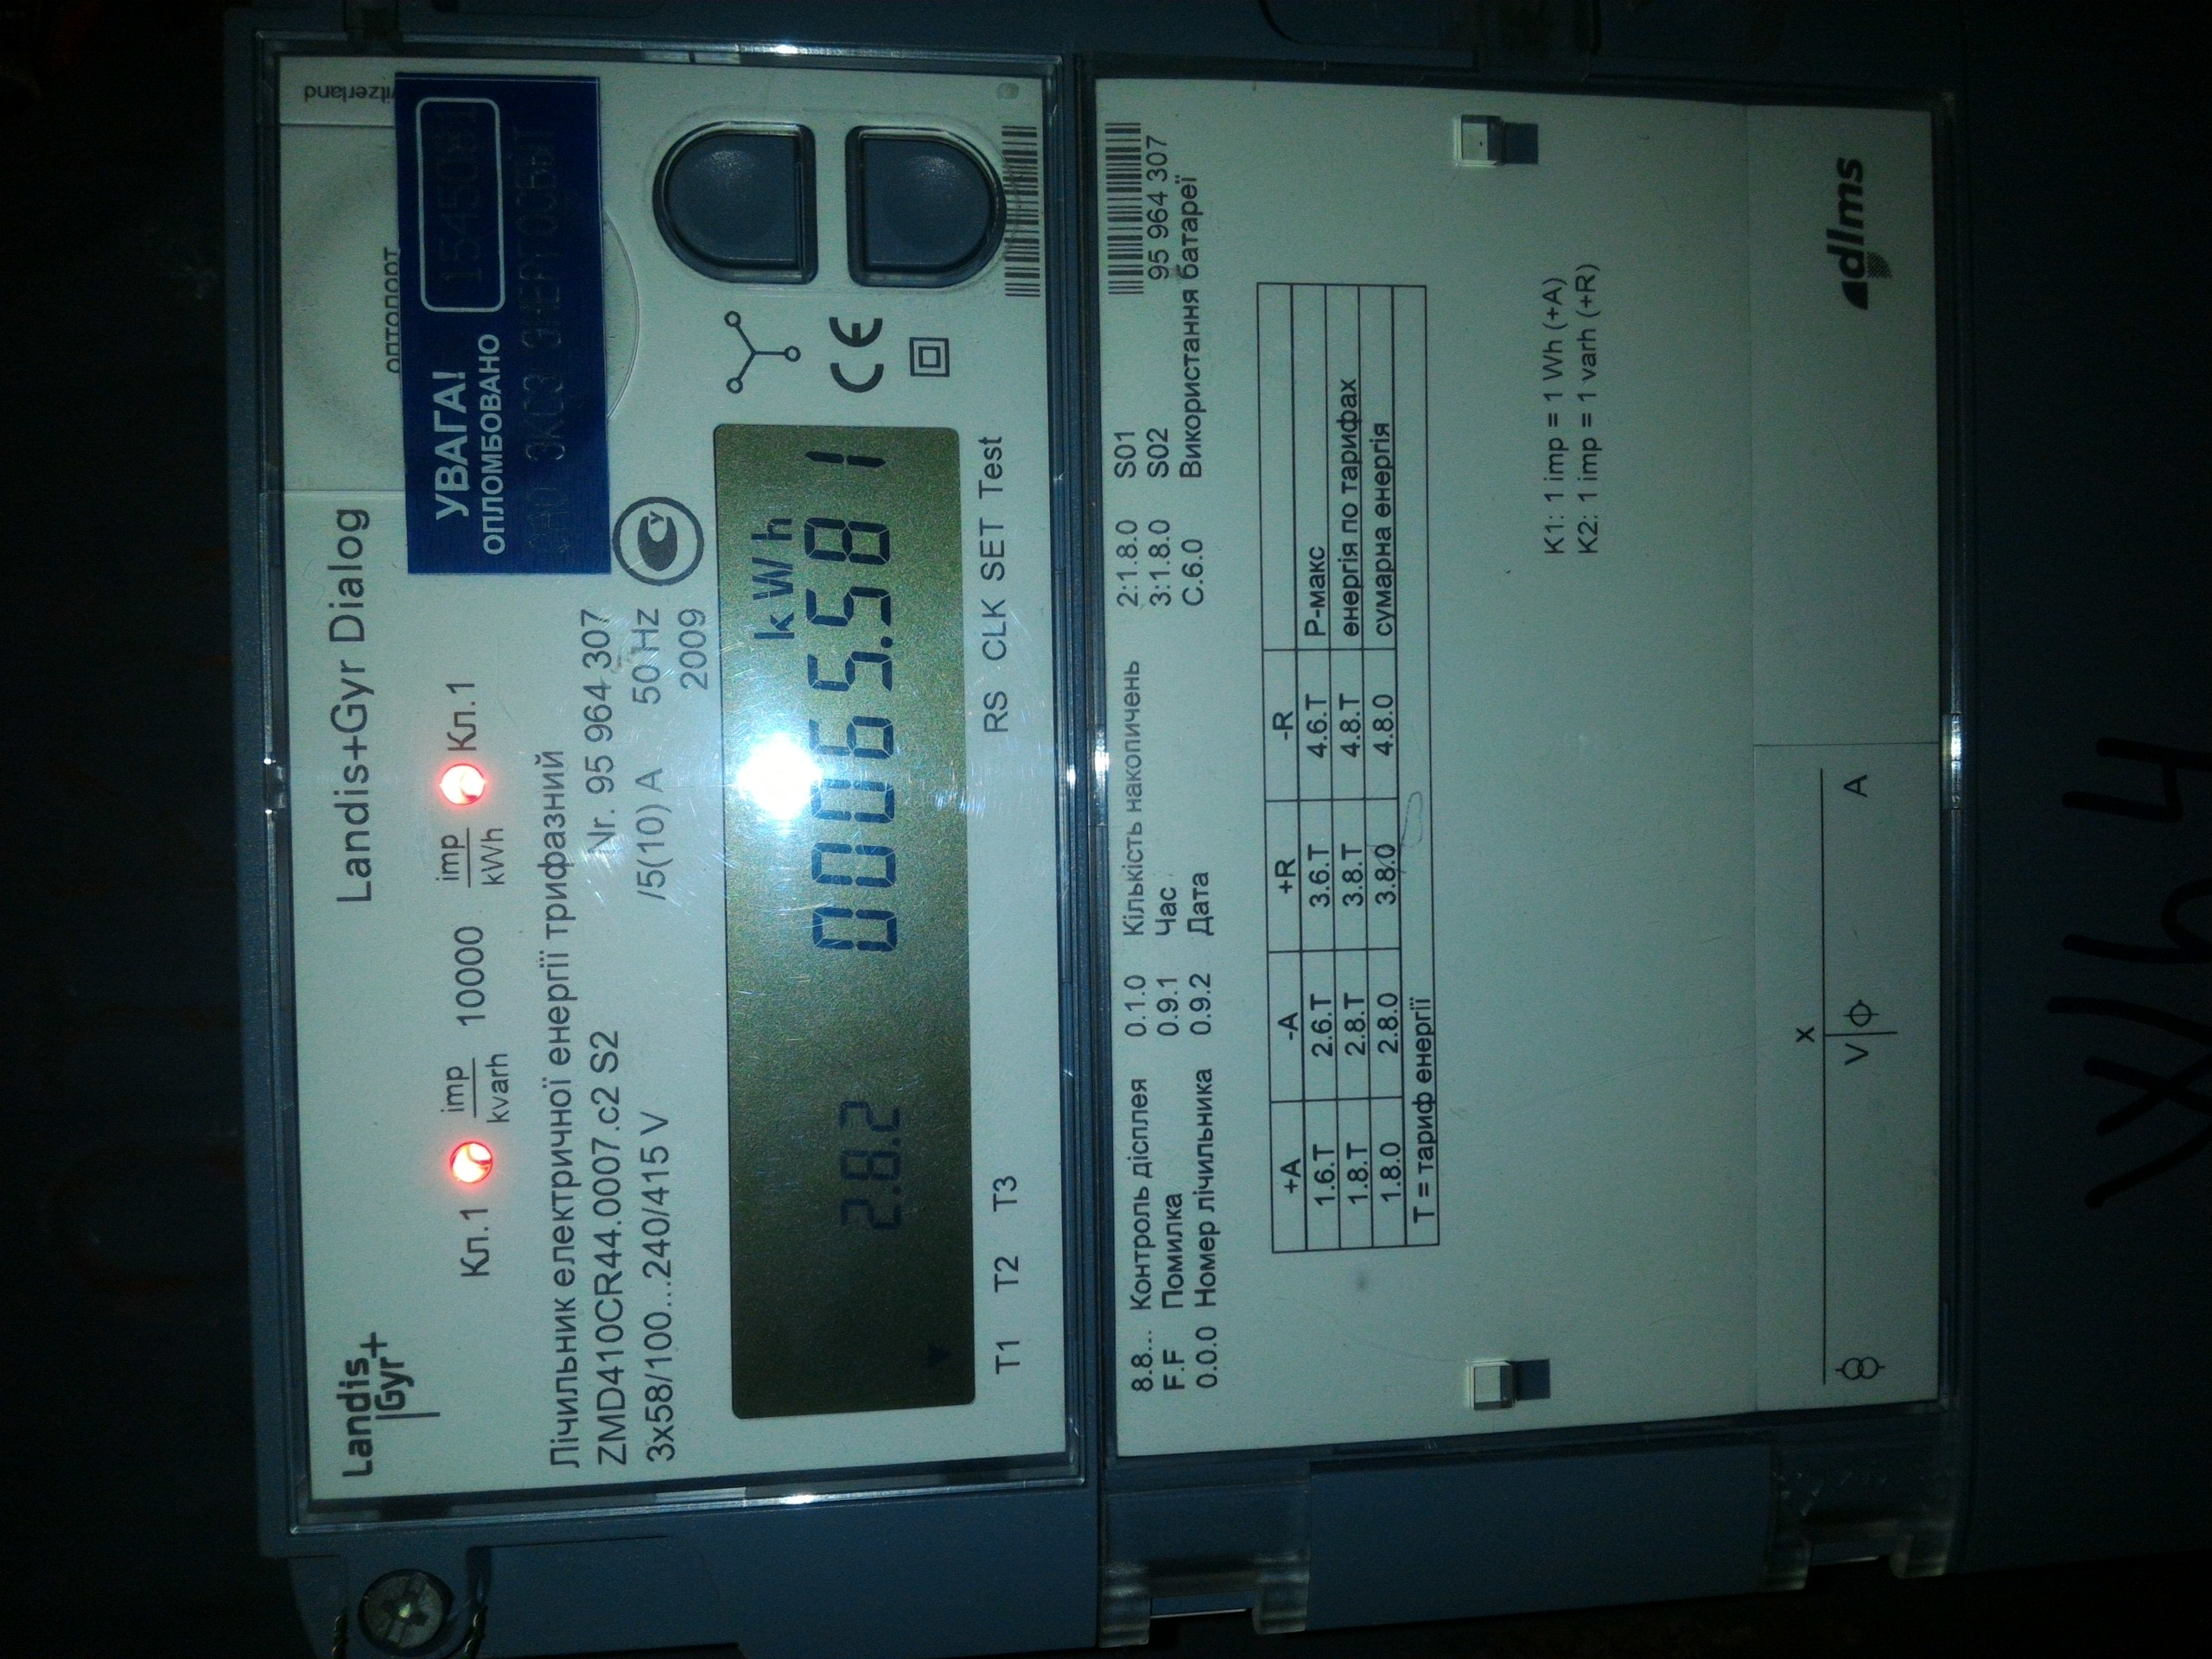 Landis+
Gyr
Landis+Gyr Dialog
оптопорт
Кл.1 imp/kvarh 10000 imp/kWh Кл.1
УВАГА!
ОПЛОМБОВАНО
ОАО ЭКСЭ ЭНЕРГОСБЫТ
Лічильник електричної енергії трифазний
ZMD410CR44.0007.c2 S2 Nr. 95 964 307
3x58/100...240/415 V /5(10) A 50 Hz
2009
kWh
2.8.2 00065.581
CE
T1 T2 T3 RS CLK SET Test
8.8... Контроль дісплея 0.1.0 Кількість накопичень 2:1.8.0 S01
F.F Помилка 0.9.1 Час 3:1.8.0 S02 95 964 307
0.0.0 Номер лічильника 0.9.2 Дата C.6.0 Використання батареї
+A -A +R -R
1.6.T 2.6.T 3.6.T 4.6.T Р-макс
1.8.T 2.8.T 3.8.T 4.8.T енергія по тарифах
1.8.0 2.8.0 3.8.0 4.8.0 сумарна енергія
T = тариф енергії
K1: 1 imp = 1 Wh (+A)
K2: 1 imp = 1 varh (+R)
x
V A
dlms
Wh4